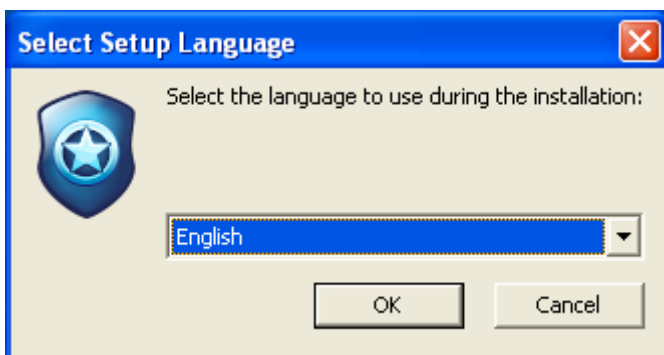 Select Setup Language
Select the language to use during the installation:
English
OK
Cancel